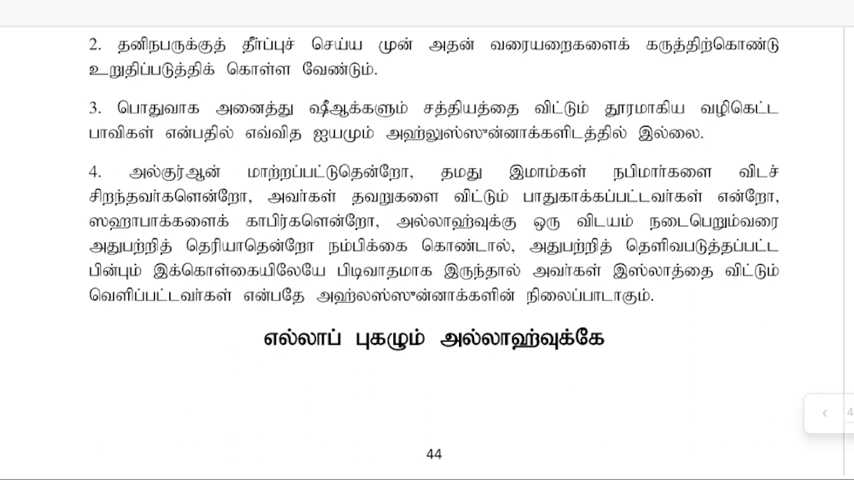 2. தனிநபருக்குத் தீர்ப்புச் செய்ய முன் அதன் வரையறைகளைக் கருத்திற்கொண்டு
உறுதிப்படுத்திக் கொள்ள வேண்டும்.
3. பொதுவாக அனைத்து ஷீஆக்களும் சத்தியத்தை விட்டும் தூரமாகிய வழிகெட்ட
பாவிகள் என்பதில் எவ்வித ஐயமும் அஹ்லுஸ்ஸுன்னாக்களிடத்தில் இல்லை.
4. அல்குர்ஆன் மாற்றப்பட்டுதென்றோ, தமது இமாம்கள் நபிமார்களை விடச்
சிறந்தவர்களென்றோ, அவர்கள் தவறுகளை விட்டும் பாதுகாக்கப்பட்டவர்கள் என்றோ,
ஸஹாபாக்களைக் காபிர்களென்றோ, அல்லாஹ்வுக்கு ஒரு விடயம் நடைபெறும்வரை
அதுபற்றித் தெரியாதென்றோ நம்பிக்கை கொண்டால், அதுபற்றித் தெளிவபடுத்தப்பட்ட
பின்பும் இக்கொள்கையிலேயே பிடிவாதமாக இருந்தால் அவர்கள் இஸ்லாத்தை விட்டும்
வெளிப்பட்டவர்கள் என்பதே அஹ்லஸ்ஸுன்னாக்களின் நிலைப்பாடாகும்.
எல்லாப் புகழும் அல்லாஹ்வுக்கே
4
44